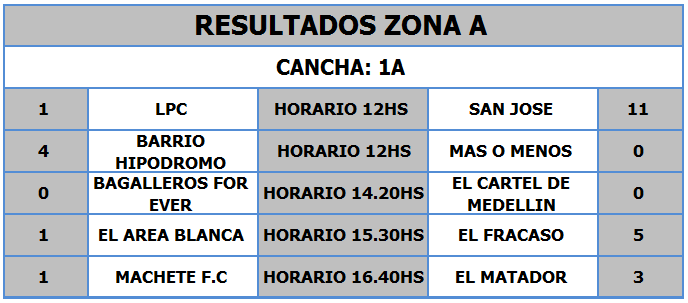 RESULTADOS ZONA A
CANCHA: 1A
1 LPC HORARIO 12HS SAN JOSE 11
4 BARRIO HIPODROMO HORARIO 12HS MAS O MENOS 0
0 BAGALLEROS FOR EVER HORARIO 14.20HS EL CARTEL DE MEDELLIN 0
1 EL AREA BLANCA HORARIO 15.30HS EL FRACASO 5
1 MACHETE F.C HORARIO 16.40HS EL MATADOR 3